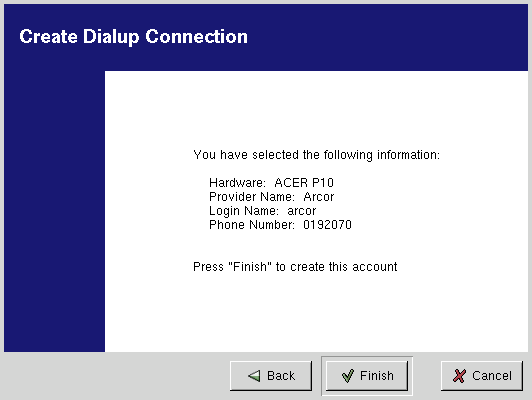 Create Dialup Connection
You have selected the following information:
Hardware: ACER P10
Provider Name: Arcor
Login Name: arcor
Phone Number: 0192070
Press "Finish" to create this account
Back
Finish
Cancel